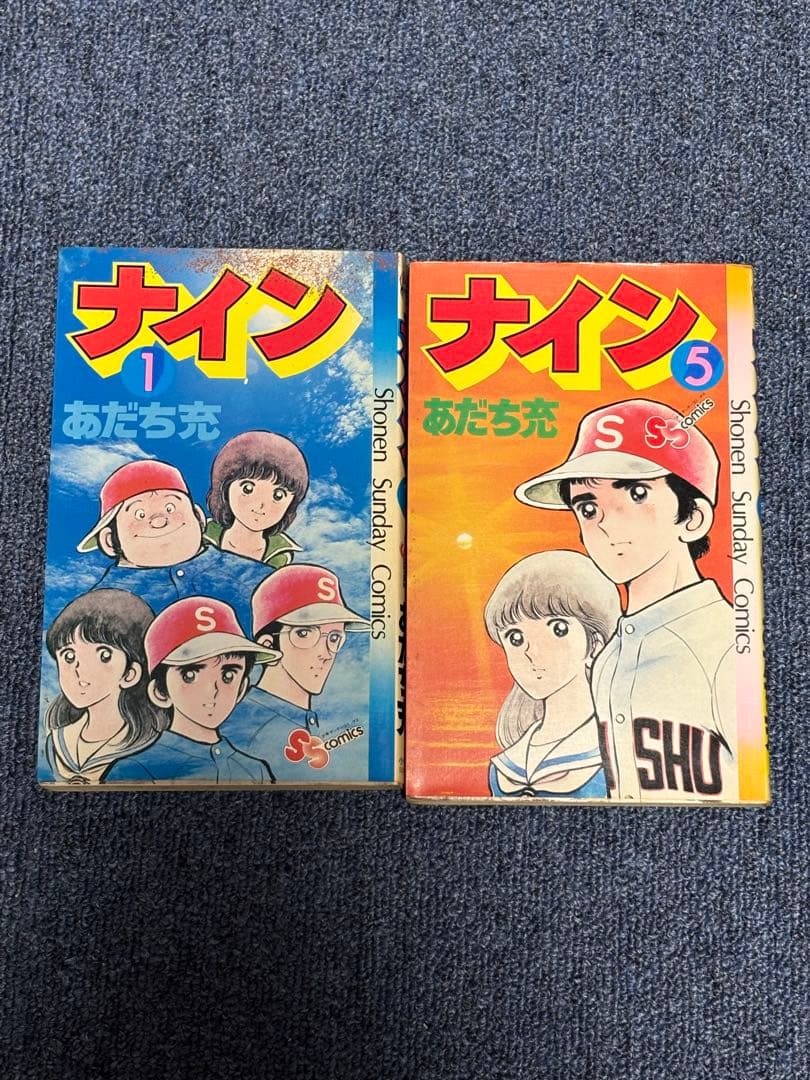 ナイン
1
あだち充
Shonen Sunday Comics
S
S
SS comics
ナイン
5
あだち充
SS comics
Shonen Sunday Comics
S
SHU